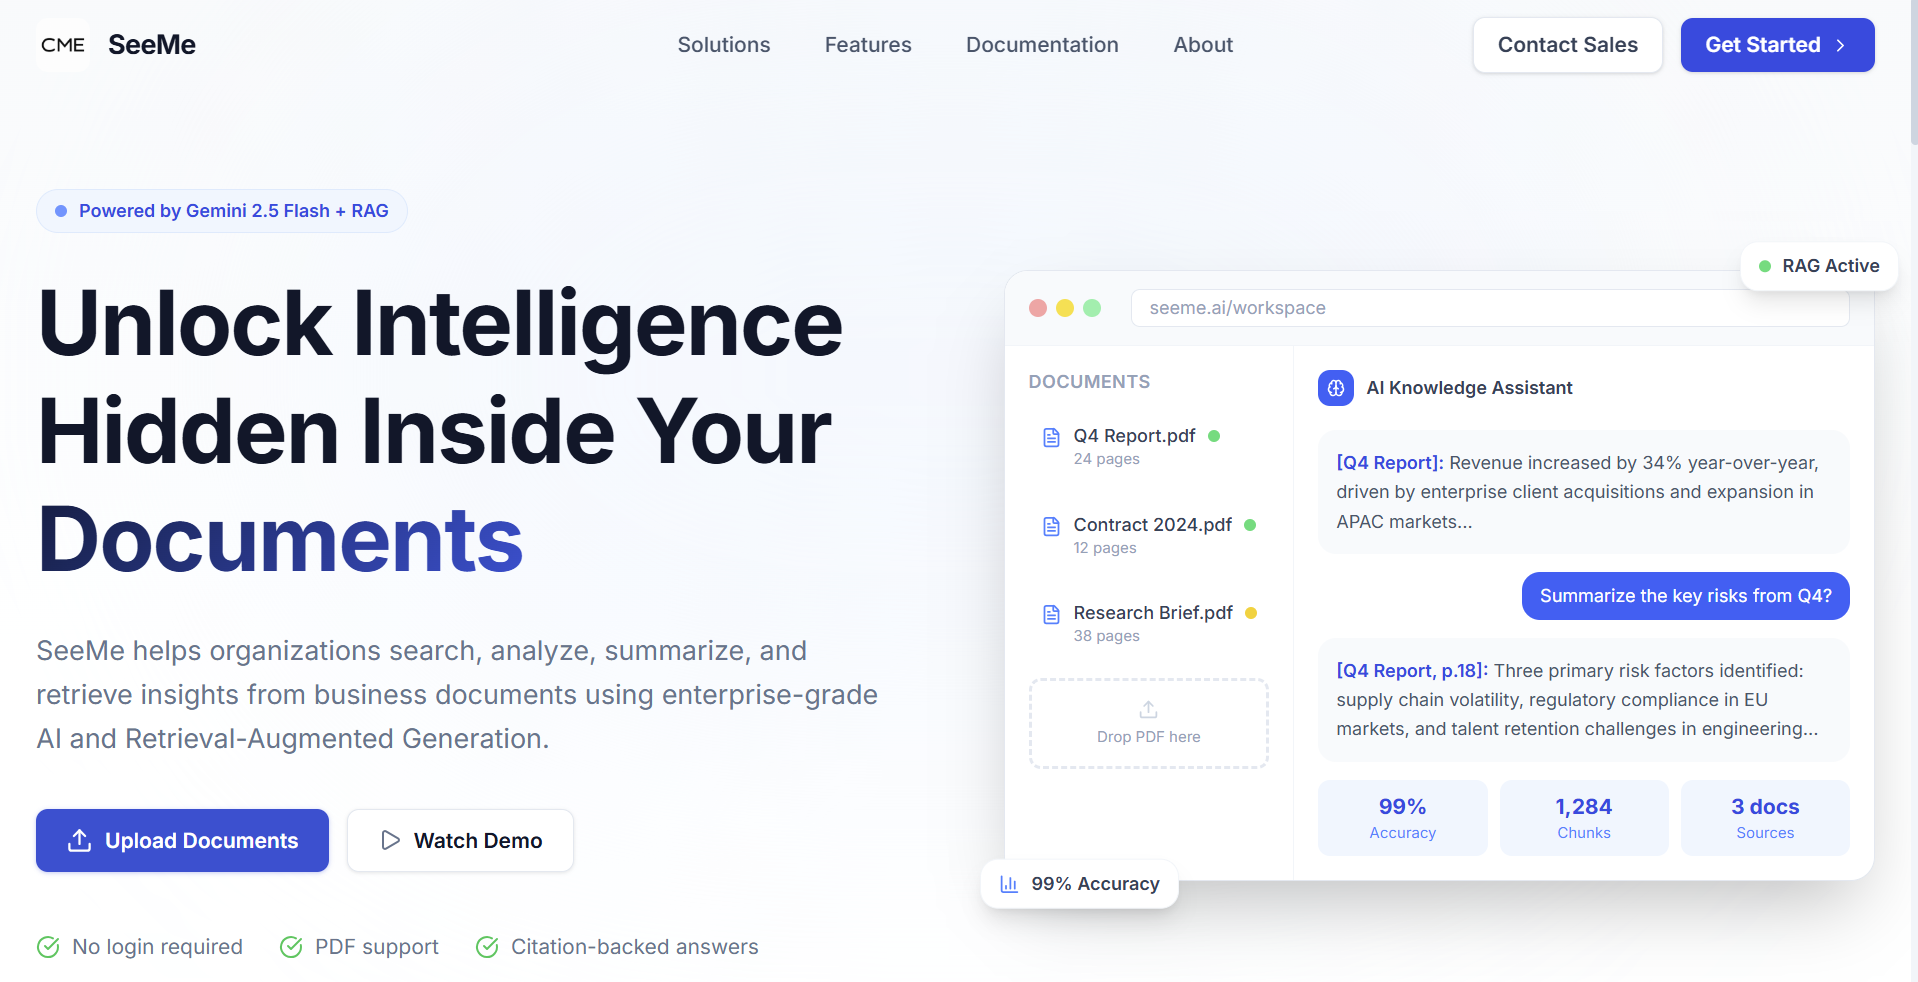 CME SeeMe
Solutions
Features
Documentation
About
Contact Sales
Get Started
Powered by Gemini 2.5 Flash + RAG
Unlock Intelligence
Hidden Inside Your
Documents
SeeMe helps organizations search, analyze, summarize, and
retrieve insights from business documents using enterprise-grade
AI and Retrieval-Augmented Generation.
Upload Documents
Watch Demo
No login required
PDF support
Citation-backed answers
RAG Active
seeme.ai/workspace
DOCUMENTS
Q4 Report.pdf
24 pages
Contract 2024.pdf
12 pages
Research Brief.pdf
38 pages
Drop PDF here
AI Knowledge Assistant
[Q4 Report]: Revenue increased by 34% year-over-year,
driven by enterprise client acquisitions and expansion in
APAC markets...
Summarize the key risks from Q4?
[Q4 Report, p.18]: Three primary risk factors identified:
supply chain volatility, regulatory compliance in EU
markets, and talent retention challenges in engineering...
99%
Accuracy
1,284
Chunks
3 docs
Sources
99% Accuracy